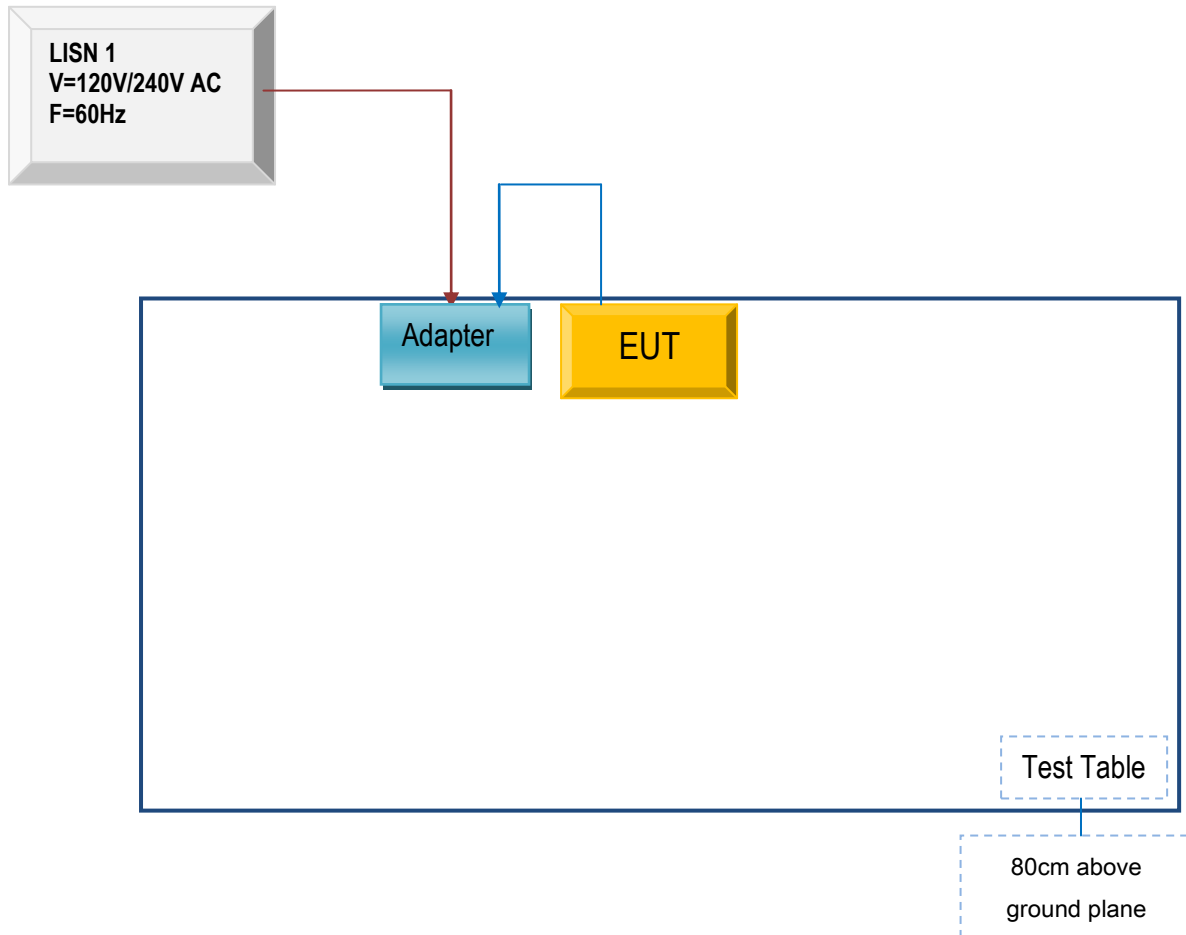 LISN 1
V=120V/240V AC
F=60Hz
Adapter
EUT
Test Table
80cm above
ground plane